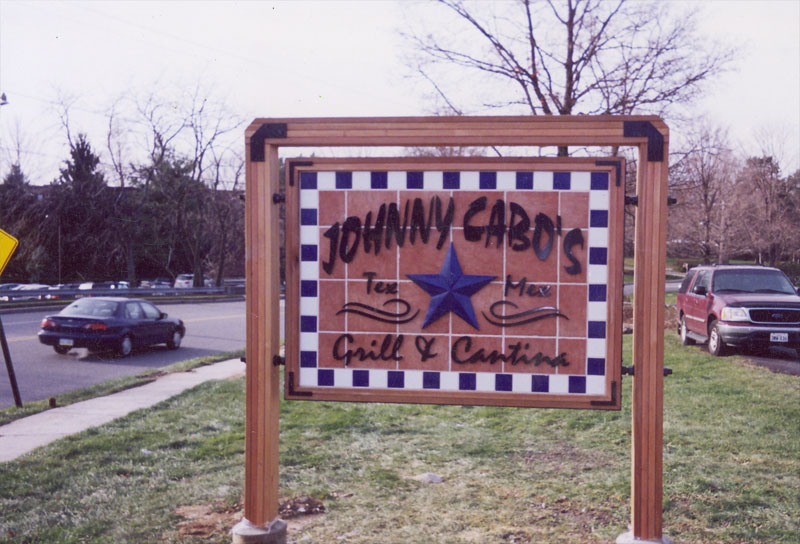 JOHNNY CABO'S
Tex Mex
Grill & Cantina